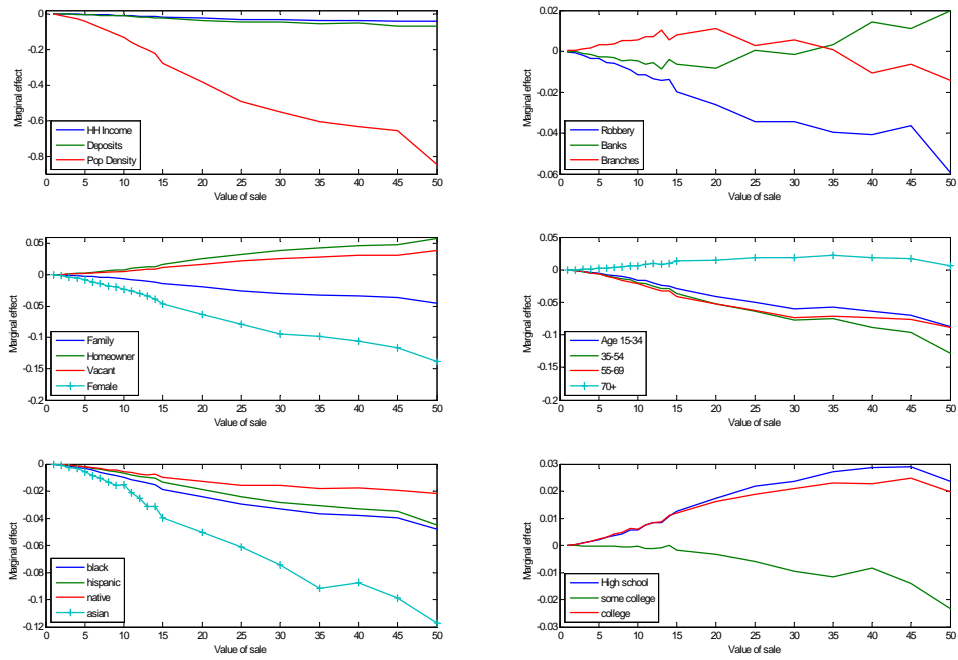 0
-0.2
-0.4
-0.6
-0.8
Marginal effect
HH Income
Deposits
Pop Density
0 5 10 15 20 25 30 35 40 45 50
Value of sale
0.02
0
-0.02
-0.04
-0.06
Marginal effect
Robbery
Banks
Branches
0 5 10 15 20 25 30 35 40 45 50
Value of sale
0.05
0
-0.05
-0.1
-0.15
-0.2
Marginal effect
Family
Homeowner
Vacant
Female
0 5 10 15 20 25 30 35 40 45 50
Value of sale
0.05
0
-0.05
-0.1
-0.15
-0.2
Marginal effect
Age 15-34
35-54
55-69
70+
0 5 10 15 20 25 30 35 40 45 50
Value of sale
0
-0.02
-0.04
-0.06
-0.08
-0.1
-0.12
Marginal effect
black
hispanic
native
asian
0 5 10 15 20 25 30 35 40 45 50
Value of sale
0.03
0.02
0.01
0
-0.01
-0.02
-0.03
Marginal effect
High school
some college
college
0 5 10 15 20 25 30 35 40 45 50
Value of sale